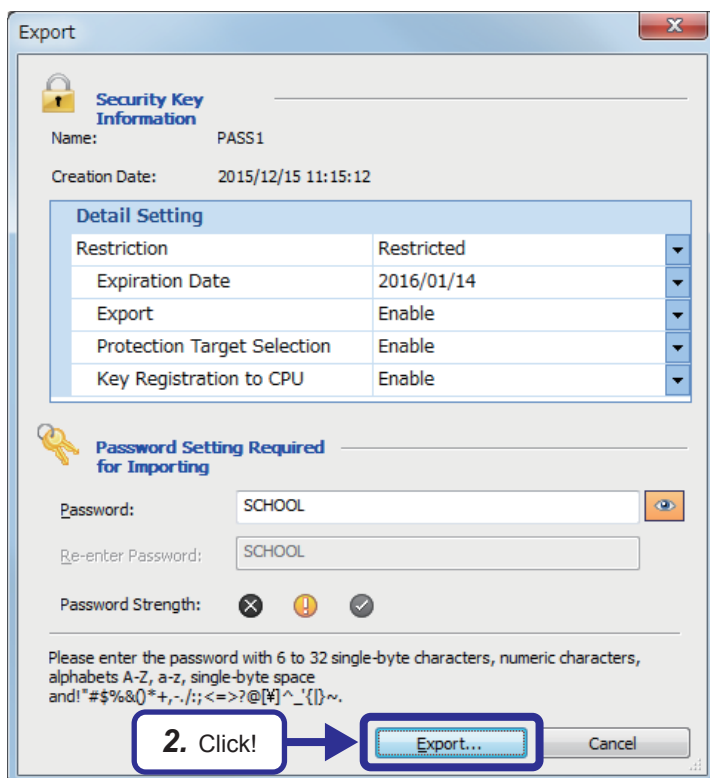 Export
Security Key
Information
Name: PASS1
Creation Date: 2015/12/15 11:15:12
Detail Setting
Restriction Restricted
Expiration Date 2016/01/14
Export Enable
Protection Target Selection Enable
Key Registration to CPU Enable
Password Setting Required
for Importing
Password: SCHOOL
Re-enter Password: SCHOOL
Password Strength:
Please enter the password with 6 to 32 single-byte characters, numeric characters,
alphabets A-Z, a-z, single-byte space
and!"#$%&()*+,-./:;<=>?@[¥]^_'{|}~.
2. Click!
Export... Cancel